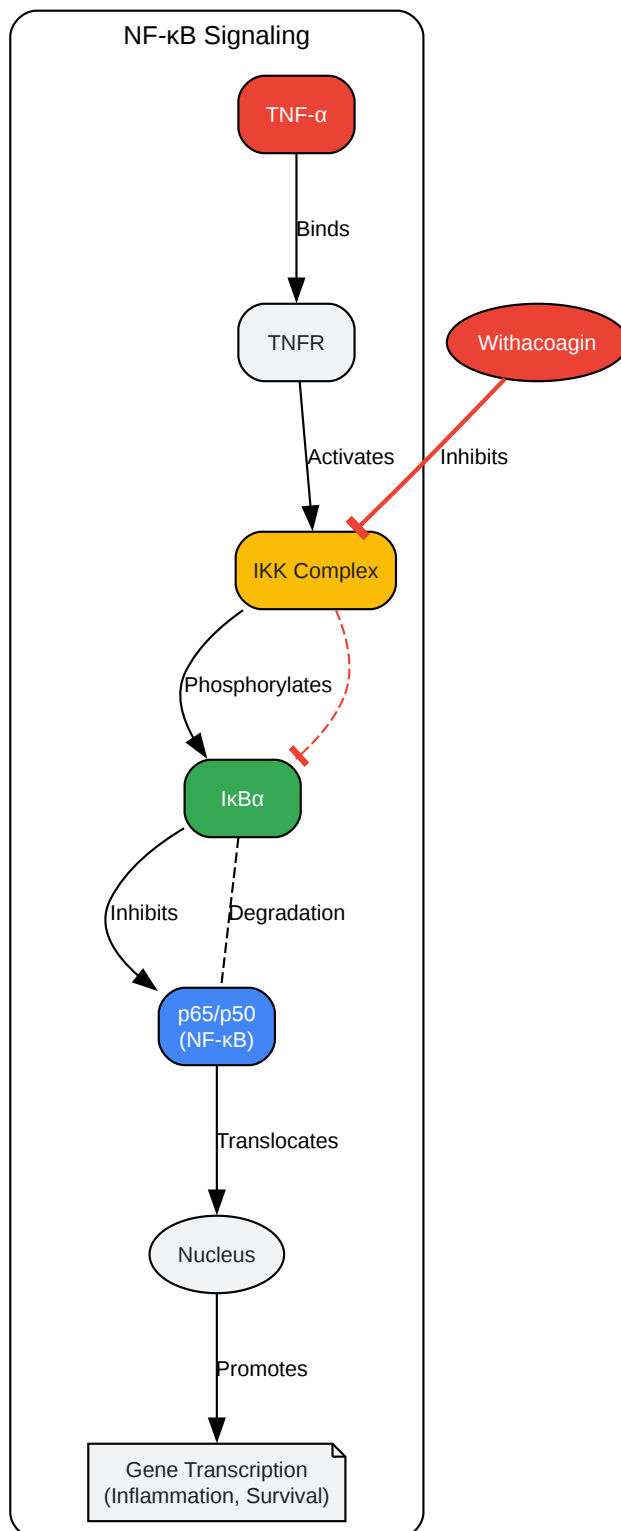 NF-κB Signaling
TNF-α
Binds
TNFR
Withacoagin
Activates
Inhibits
IKK Complex
Phosphorylates
IκBα
Inhibits
Degradation
p65/p50
(NF-κB)
Translocates
Nucleus
Promotes
Gene Transcription
(Inflammation, Survival)